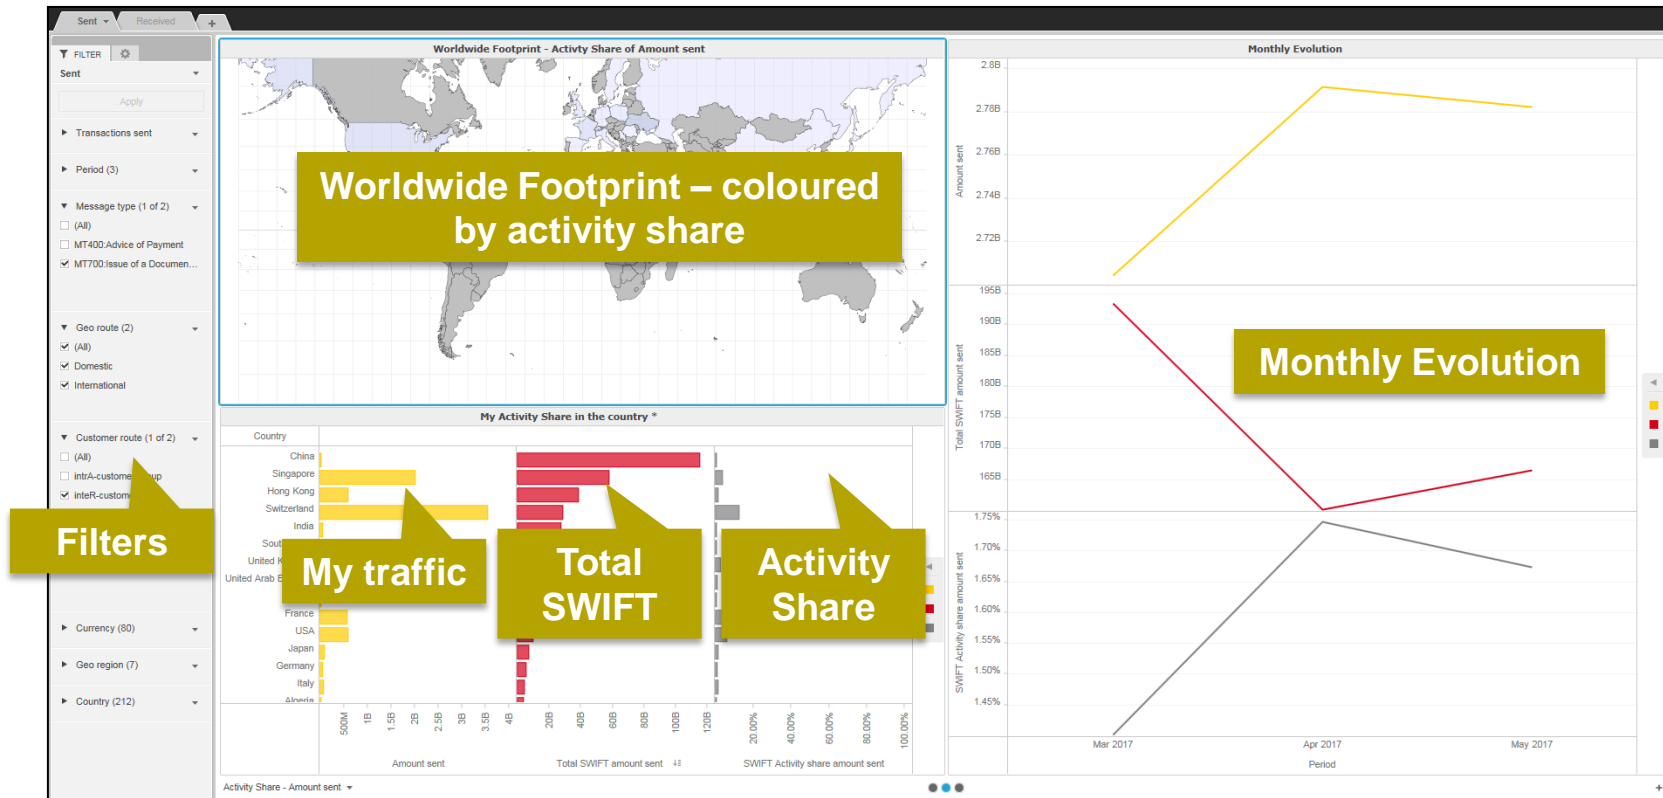 Sent
Received
+
FILTER
Sent
Apply
Transactions sent
Period (3)
Message type (1 of 2)
(All)
MT400:Advice of Payment
MT700:Issue of a Documen...
Geo route (2)
(All)
Domestic
International
Customer route (1 of 2)
(All)
intrA-custome
up
inteR-custome
Currency (80)
Geo region (7)
Country (212)
Filters
Worldwide Footprint - Activty Share of Amount sent
Worldwide Footprint – coloured
by activity share
My Activity Share in the country *
Country
China
Singapore
Hong Kong
Switzerland
India
Sout
United K
United Arab E
France
USA
Japan
Germany
Italy
Algeria
My traffic
Total
SWIFT
Activity
Share
500M
1B
1.5B
2B
2.5B
3B
3.5B
4B
20B
40B
60B
80B
100B
120B
20.00%
40.00%
60.00%
80.00%
100.00%
Amount sent
Total SWIFT amount sent
SWIFT Activity share amount sent
Activity Share - Amount sent
Monthly Evolution
Amount sent
2.8B
2.78B
2.76B
2.74B
2.72B
Total SWIFT amount sent
195B
190B
185B
180B
175B
170B
165B
Monthly Evolution
SWIFT Activity share amount sent
1.75%
1.70%
1.65%
1.60%
1.55%
1.50%
1.45%
Mar 2017
Apr 2017
May 2017
Period
+